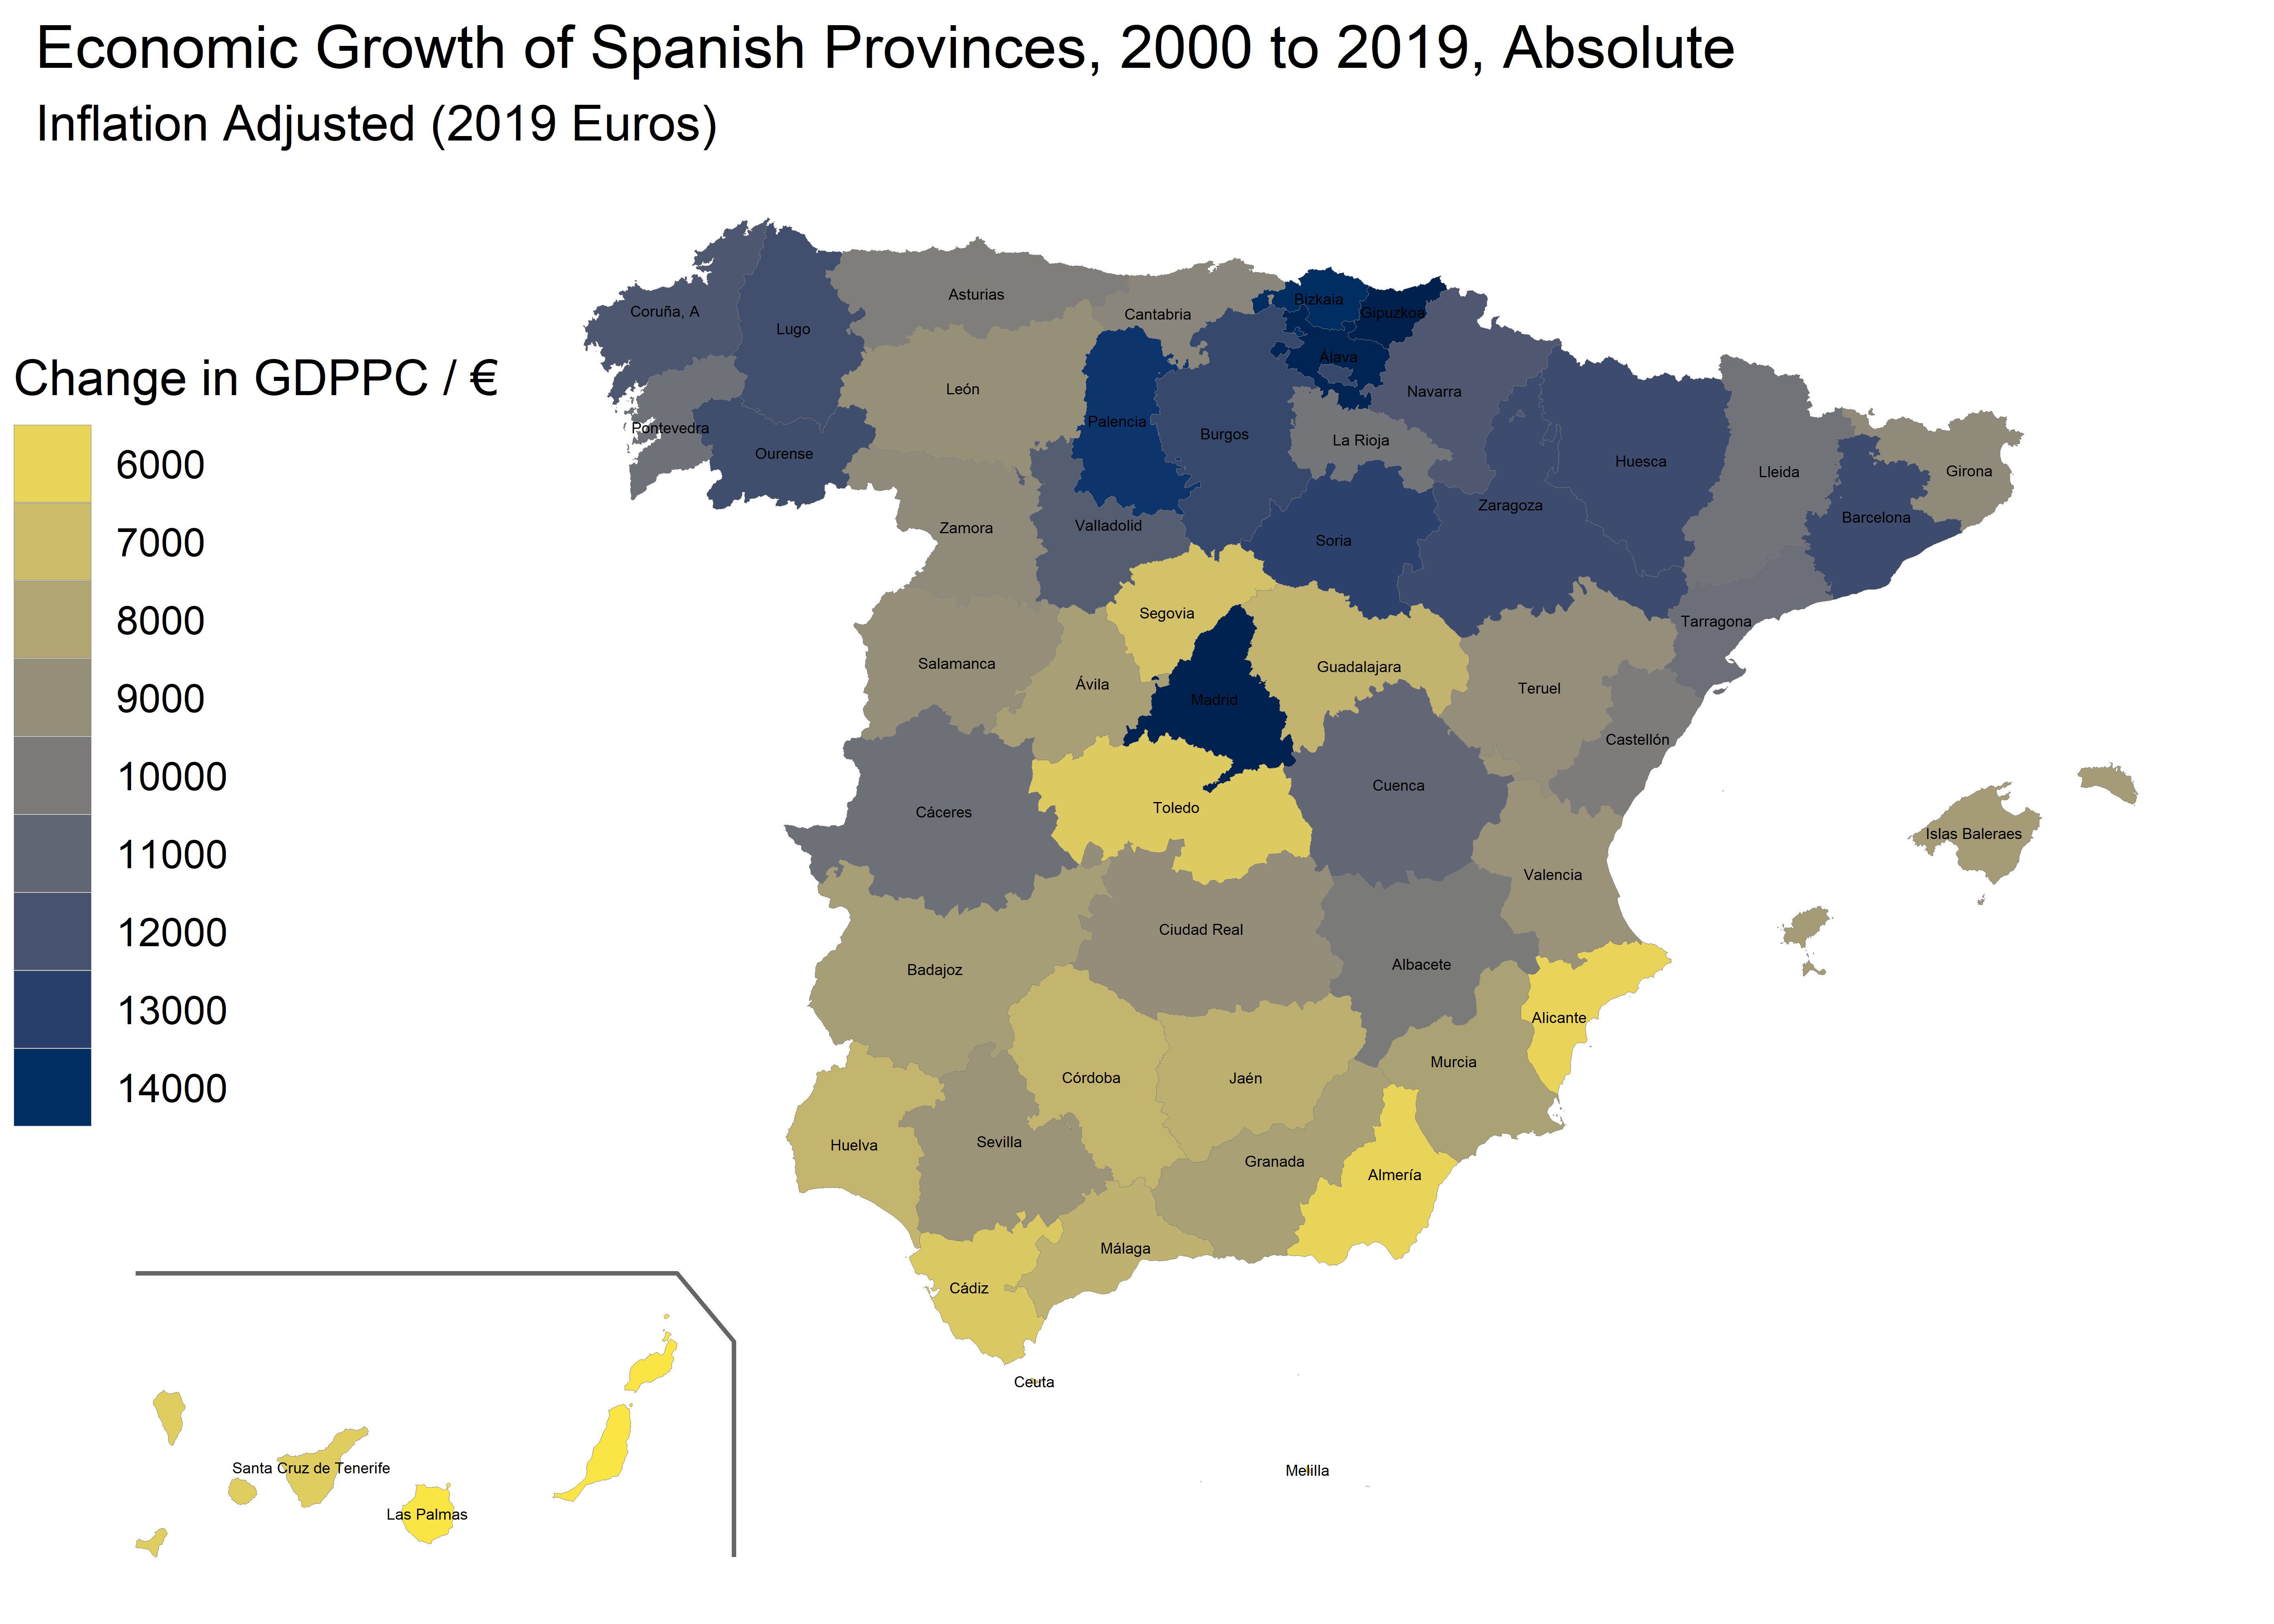 Economic Growth of Spanish Provinces, 2000 to 2019, Absolute
Inflation Adjusted (2019 Euros)
Change in GDPPC / €
6000
7000
8000
9000
10000
11000
12000
13000
14000
Coruña, A
Lugo
Asturias
Cantabria
Bizkaia
Gipuzkoa
Álava
Navarra
León
Palencia
Burgos
La Rioja
Pontevedra
Ourense
Huesca
Lleida
Girona
Zamora
Valladolid
Soria
Zaragoza
Barcelona
Segovia
Tarragona
Salamanca
Ávila
Madrid
Guadalajara
Teruel
Castellón
Cáceres
Toledo
Cuenca
Islas Baleraes
Valencia
Ciudad Real
Badajoz
Albacete
Alicante
Murcia
Córdoba
Jaén
Huelva
Sevilla
Granada
Almería
Málaga
Cádiz
Ceuta
Melilla
Santa Cruz de Tenerife
Las Palmas